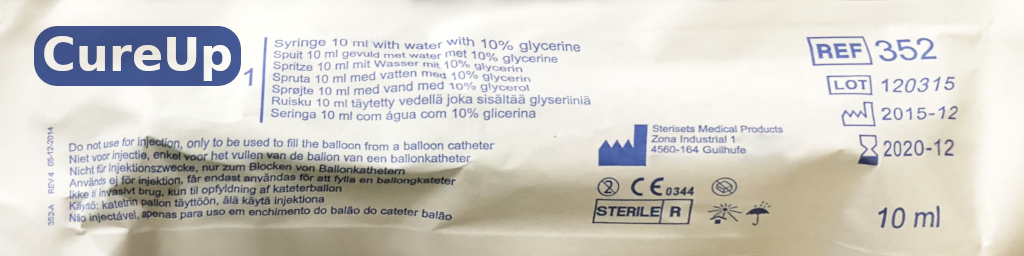 CureUp
1
Syringe 10 ml with water with 10% glycerine
Spuit 10 ml gevuld met water met 10% glycerine
Spritze 10 ml mit Wasser mit 10% glycerin
Spruta 10 ml med vatten med 10% glycerin
Sprøjte 10 ml med vand med 10% glycerol
Ruisku 10 ml täytetty vedellä joka sisältää glyseriiniä
Seringa 10 ml com água com 10% glicerina
REF 352
LOT 120315
2015-12
2020-12
10 ml
352-A REV 4 05-12-2014
Do not use for injection, only to be used to fill the balloon from a balloon catheter
Niet voor injectie, enkel voor het vullen van de ballon van een ballonkatheter
Nicht für Injektionszwecke, nur zum Blocken von Ballonkathetern
Används ej för injektion, får endast användas för att fylla en ballongkateter
Ikke til invasivt brug, kun til opfyldning af kateterballon
Käyttö: katetrin pallon täyttöön, älä käytä injektiona
Não injectável, apenas para uso em enchimento do balão do cateter balão
Sterisets Medical Products
Zona Industrial 1
4560-164 Guilhufe
2 CE 0344
STERILE R